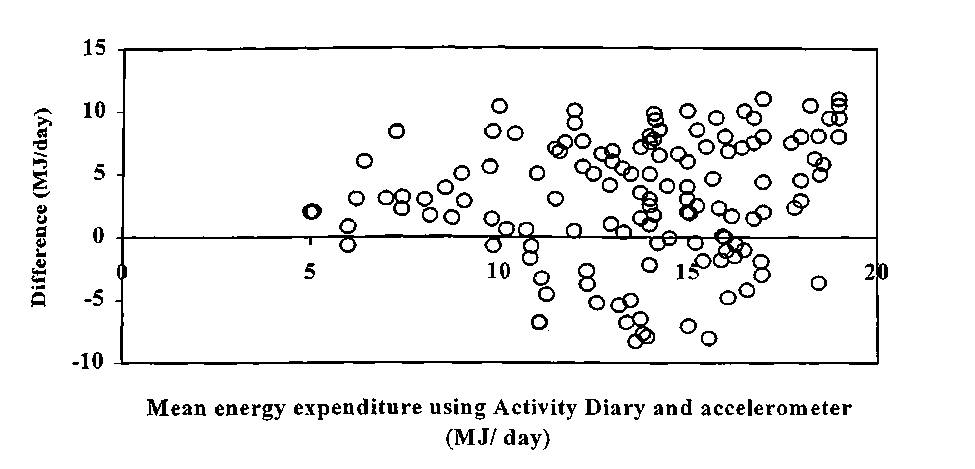 15
10
5
0
-5
-10
0 5 10 15 20
Difference (MJ/day)
Mean energy expenditure using Activity Diary and accelerometer
(MJ/ day)